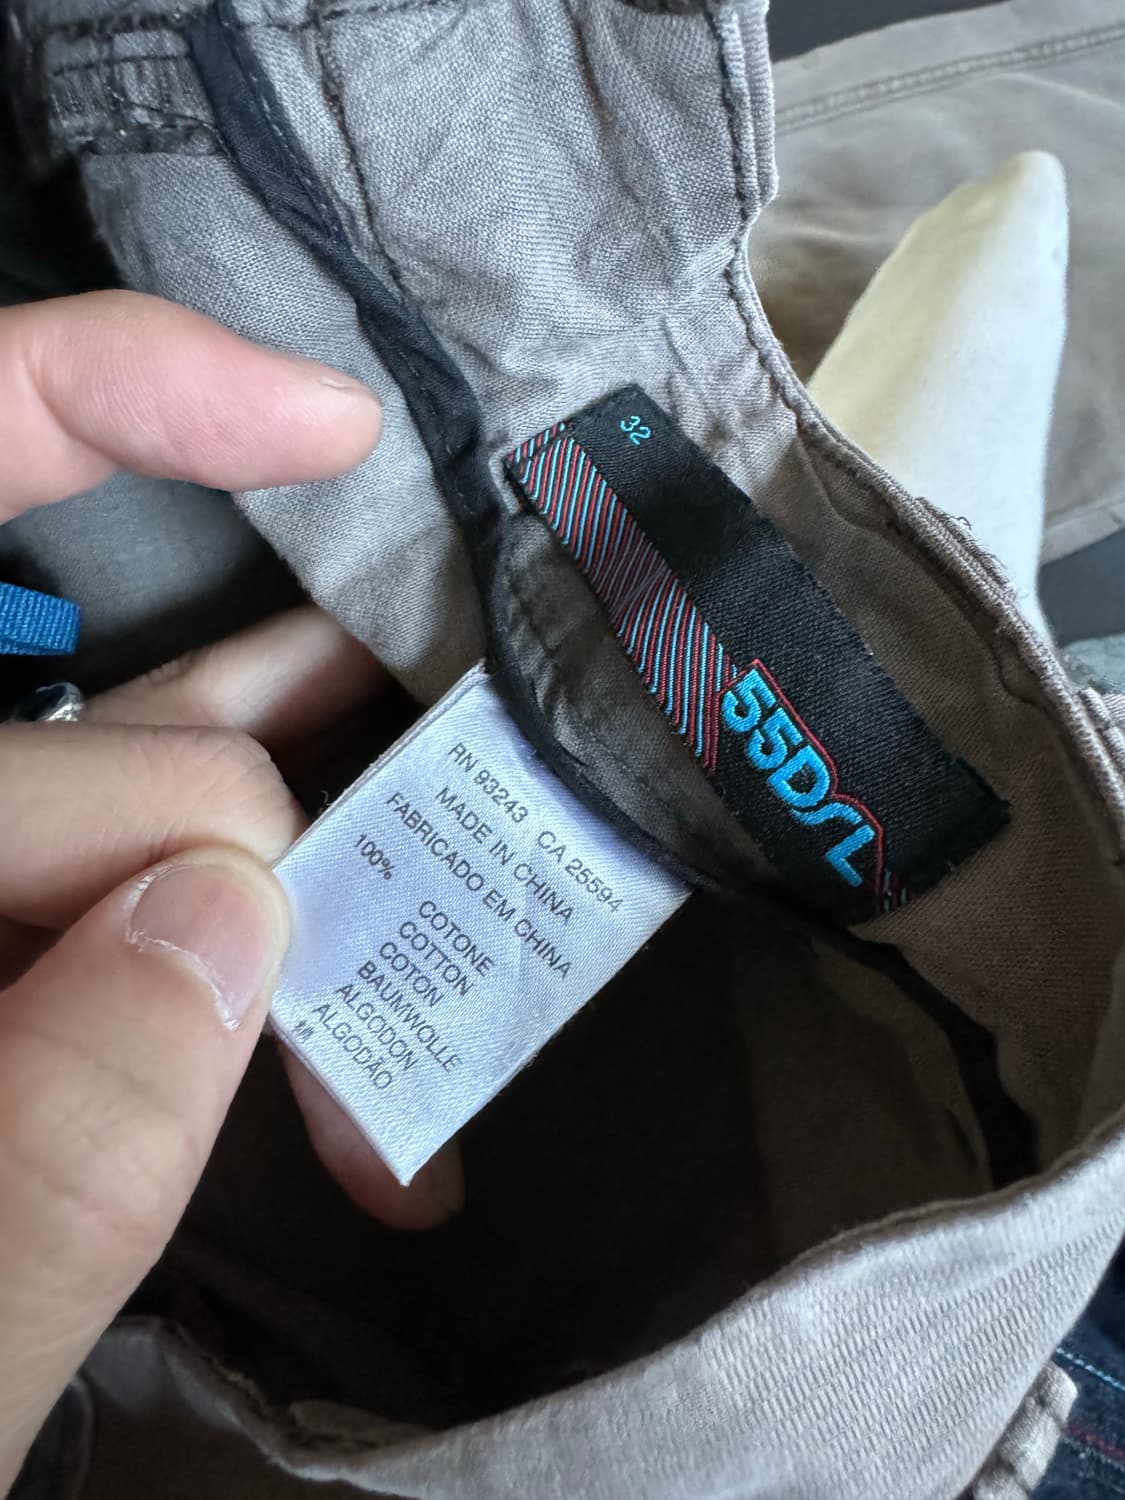 32
55DSL
RN 93243 CA 25594
MADE IN CHINA
FABRICADO EM CHINA
100%
COTONE
COTTON
COTON
BAUMWOLLE
ALGODON
ALGODÃO